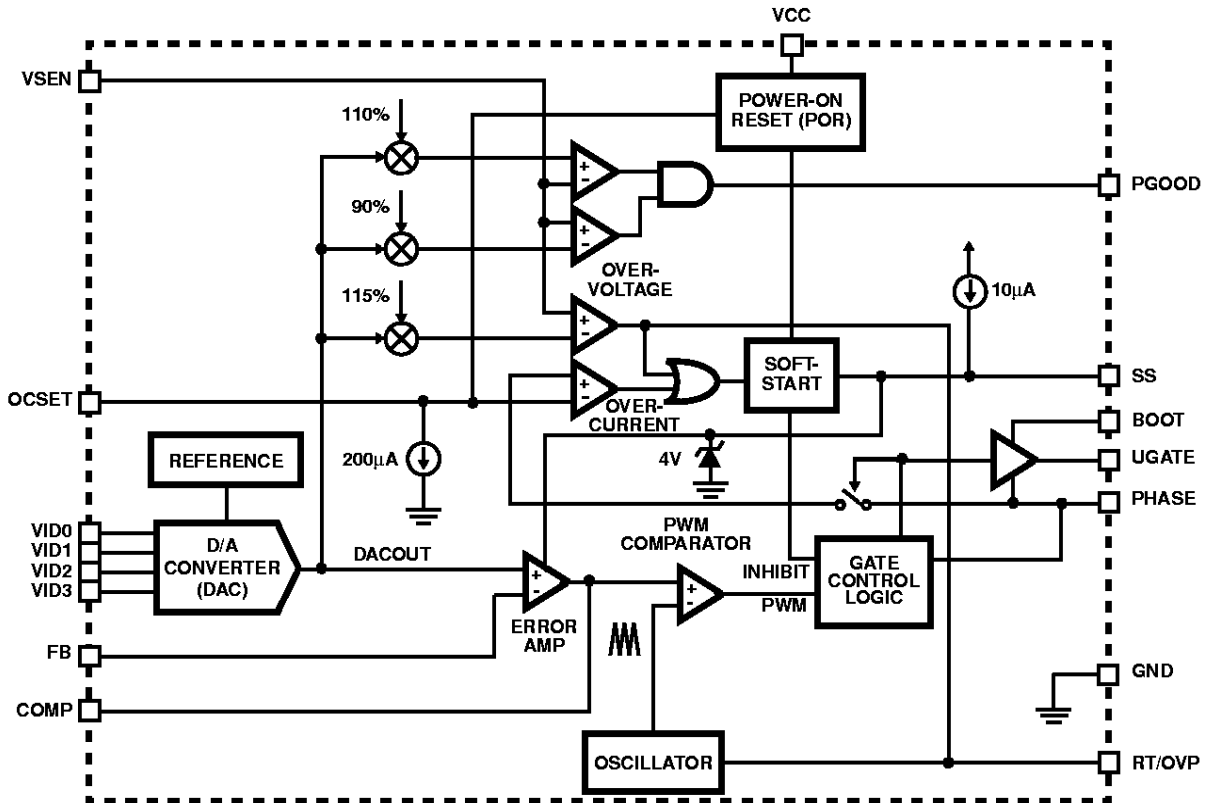 VCC
VSEN
POWER-ON
RESET (POR)
110%
+
-
PGOOD
90%
+
-
OVER-
VOLTAGE
115%
10µA
+
-
SOFT-
START
SS
OCSET
+
-
OVER-
CURRENT
BOOT
REFERENCE
200µA
4V
UGATE
PHASE
VID0
VID1
VID2
VID3
D/A
CONVERTER
(DAC)
DACOUT
PWM
COMPARATOR
INHIBIT
PWM
GATE
CONTROL
LOGIC
+
-
+
-
ERROR
AMP
FB
GND
COMP
OSCILLATOR
RT/OVP